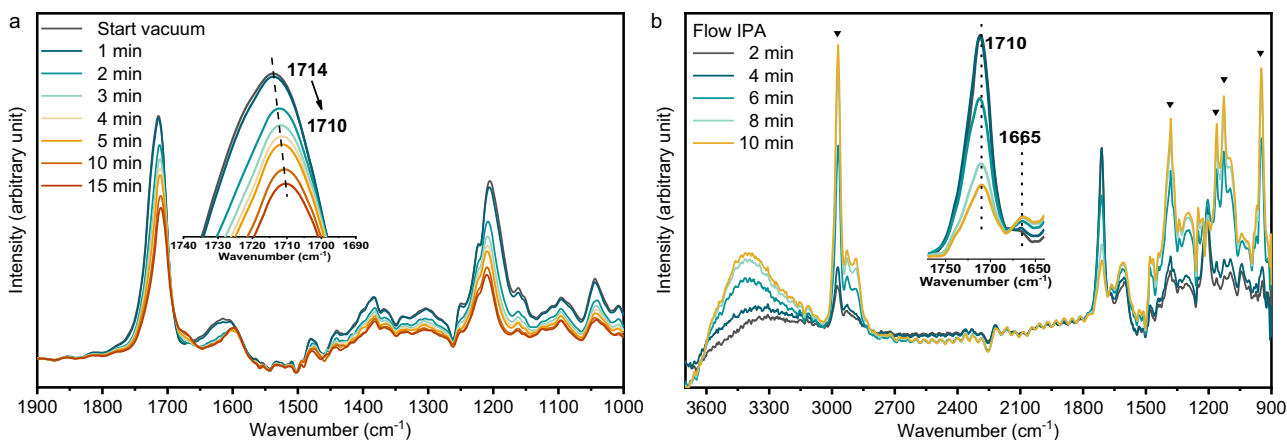 a
Start vacuum
1 min
2 min
3 min
4 min
5 min
10 min
15 min
1714
1710
1740 1730 1720 1710 1700 1690
Wavenumber (cm⁻¹)
Intensity (arbitrary unit)
1900 1800 1700 1600 1500 1400 1300 1200 1100 1000
Wavenumber (cm⁻¹)
b
Flow IPA
2 min
4 min
6 min
8 min
10 min
1710
1665
1750 1700 1650
Wavenumber (cm⁻¹)
Intensity (arbitrary unit)
3600 3300 3000 2700 2400 2100 1800 1500 1200 900
Wavenumber (cm⁻¹)